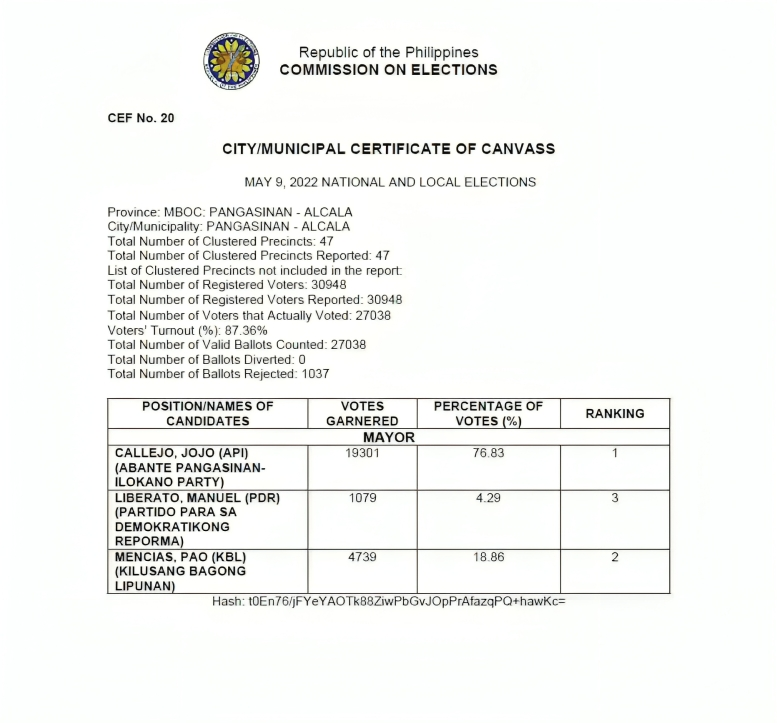 Republic of the Philippines
COMMISSION ON ELECTIONS
CEF No. 20
CITY/MUNICIPAL CERTIFICATE OF CANVASS
MAY 9, 2022 NATIONAL AND LOCAL ELECTIONS
Province: MBOC: PANGASINAN - ALCALA
City/Municipality: PANGASINAN - ALCALA
Total Number of Clustered Precincts: 47
Total Number of Clustered Precincts Reported: 47
List of Clustered Precincts not included in the report:
Total Number of Registered Voters: 30948
Total Number of Registered Voters Reported: 30948
Total Number of Voters that Actually Voted: 27038
Voters' Turnout (%): 87.36%
Total Number of Valid Ballots Counted: 27038
Total Number of Ballots Diverted: 0
Total Number of Ballots Rejected: 1037
POSITION/NAMES OF CANDIDATES VOTES GARNERED PERCENTAGE OF VOTES (%) RANKING
MAYOR
CALLEJO, JOJO (API) 19301 76.83 1
(ABANTE PANGASINAN-
ILOKANO PARTY)
LIBERATO, MANUEL (PDR) 1079 4.29 3
(PARTIDO PARA SA
DEMOKRATIKONG
REPORMA)
MENCIAS, PAO (KBL) 4739 18.86 2
(KILUSANG BAGONG
LIPUNAN)
Hash: t0En76/jFYeYAOTk88ZiwPbGvJOpPrAfazqPQ+hawKc=